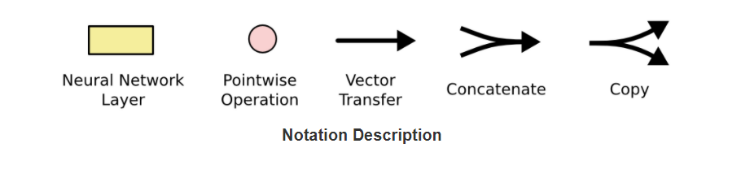 Neural Network
Layer
Pointwise
Operation
Vector
Transfer
Concatenate
Copy
Notation Description